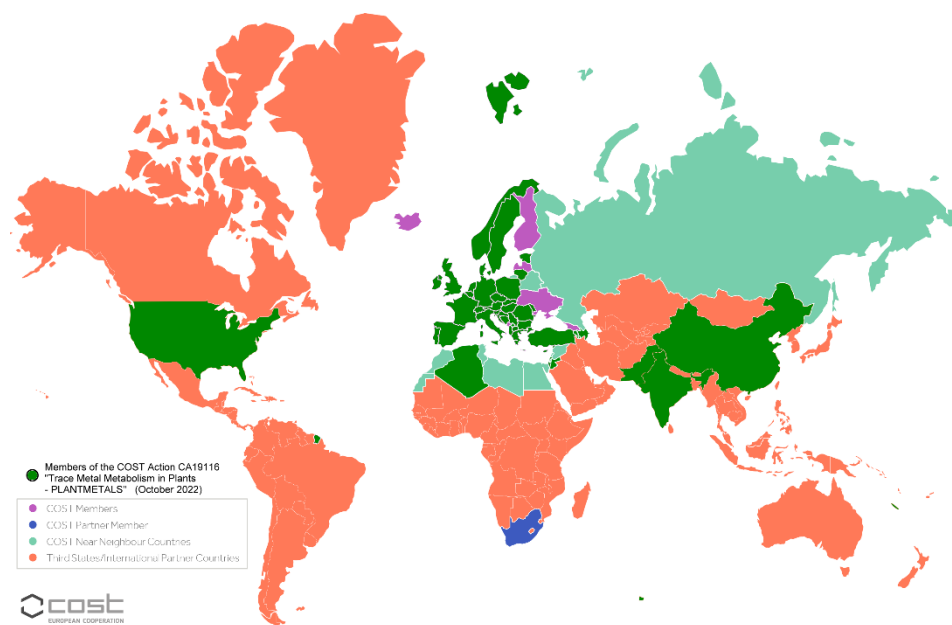 Members of the COST Action CA19116
"Trace Metal Metabolism in Plants
- PLANTMETALS" (October 2022)
COST Members
COST Partner Member
COST Near Neighbour Countries
Third States/International Partner Countries
cost
EUROPEAN COOPERATION